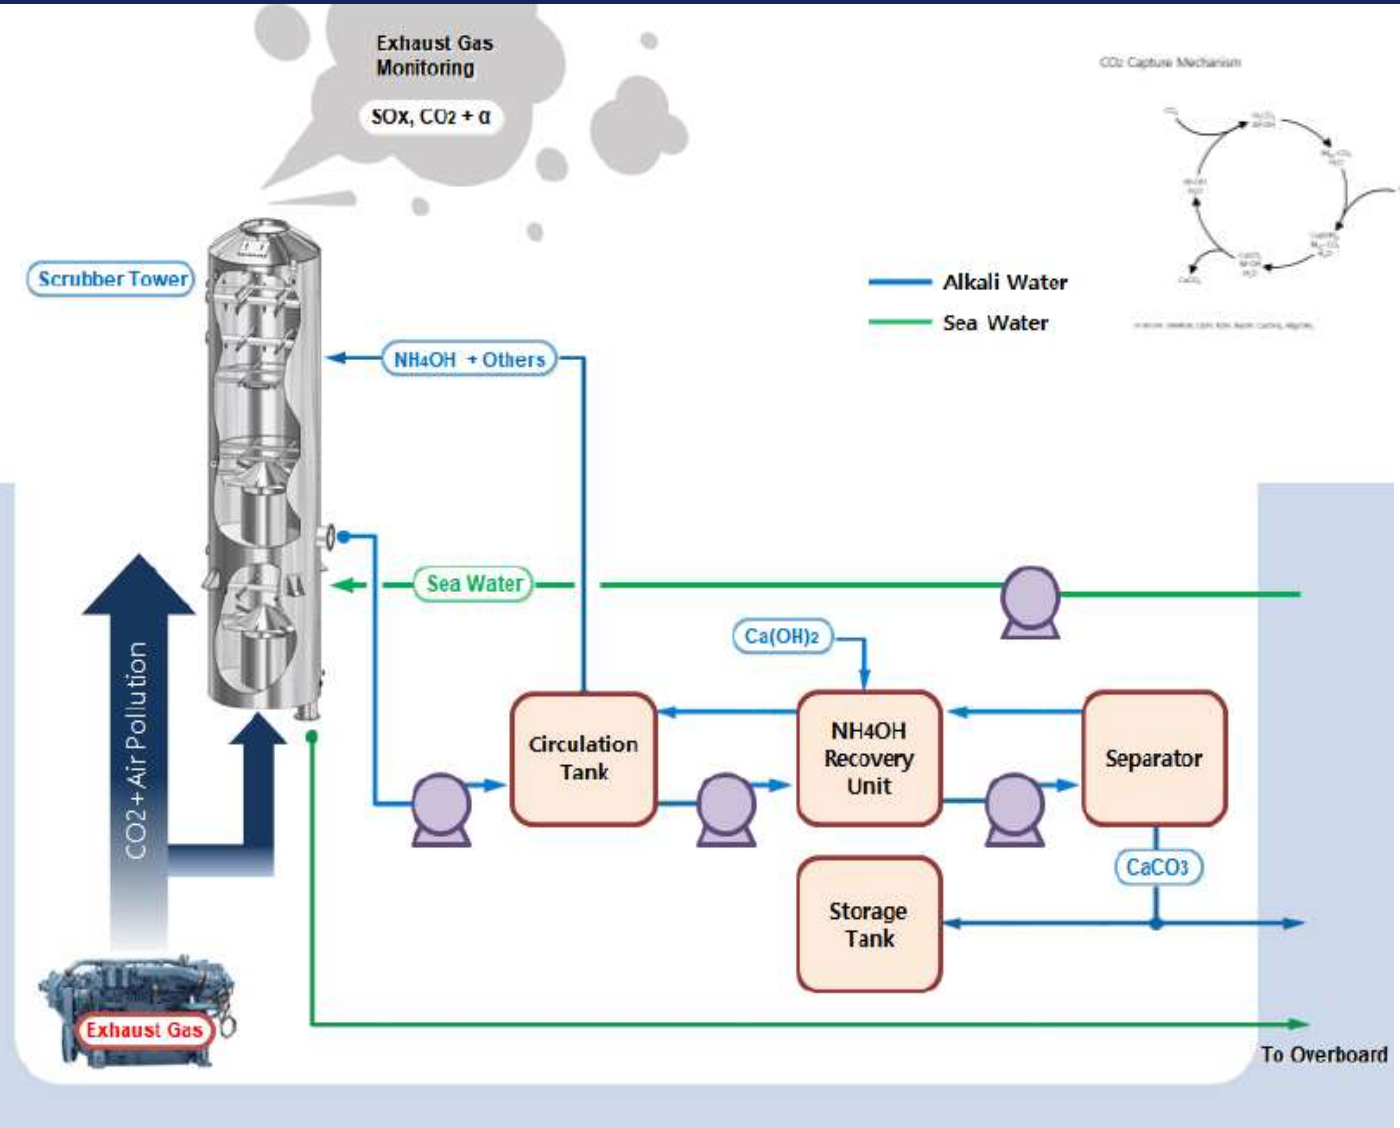 Exhaust Gas
Monitoring
SOx, CO2 + α
CO2 Capture Mechanism
Scrubber Tower
Alkali Water
Sea Water
NH4OH + Others
Sea Water
Ca(OH)2
CO2+Air Pollution
Circulation
Tank
NH4OH
Recovery
Unit
Separator
CaCO3
Storage
Tank
Exhaust Gas
To Overboard